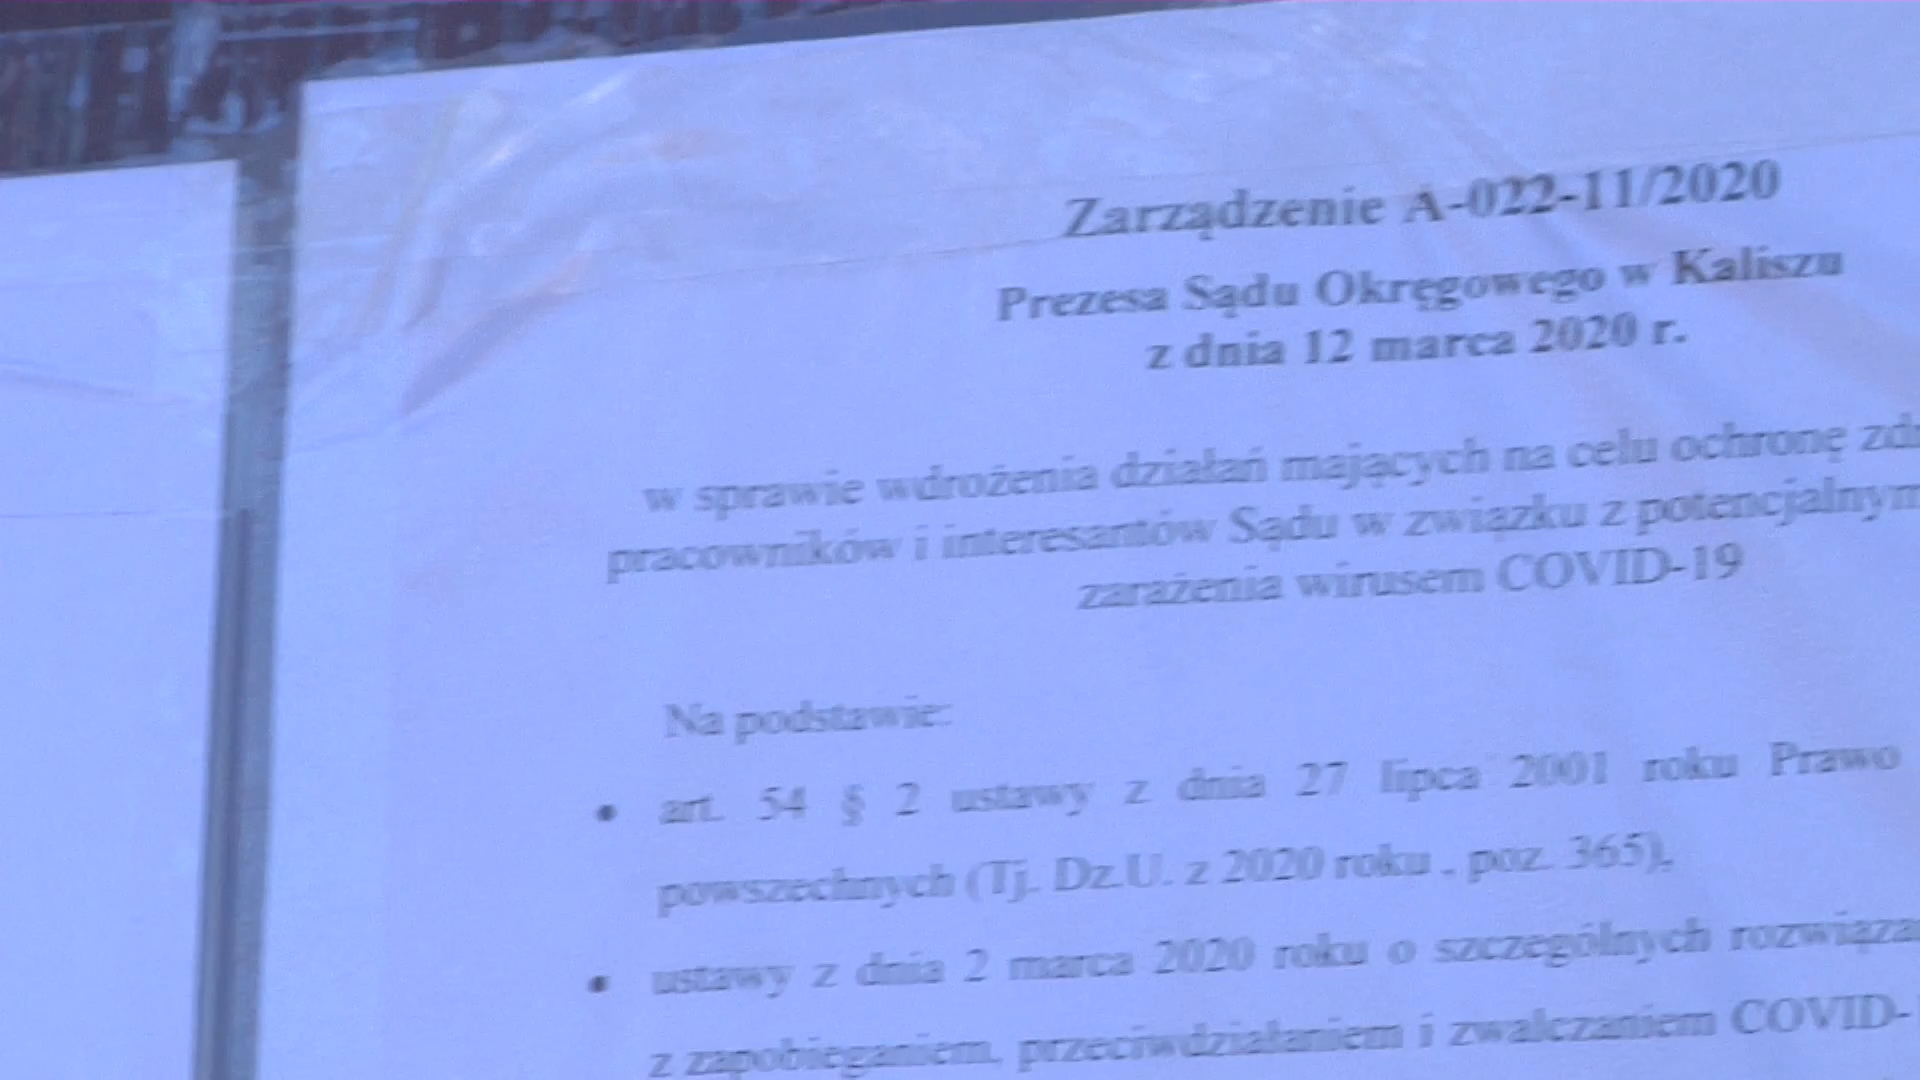 Zarządzenie A-022-11/2020
Prezesa Sądu Okręgowego w Kaliszu
z dnia 12 marca 2020 r.
w sprawie wdrożenia działań mających na celu ochronę zdr
pracowników i interesantów Sądu w związku z potencjalnym
zarażenia wirusem COVID-19
Na podstawie:
• art. 54 § 2 ustawy z dnia 27 lipca 2001 roku Prawo
powszechnych (Tj. Dz.U. z 2020 roku . poz. 365),
• ustawy z dnia 2 marca 2020 roku o szczególnych rozwiąza
z zapobieganiem, przeciwdziałaniem i zwalczaniem COVID-